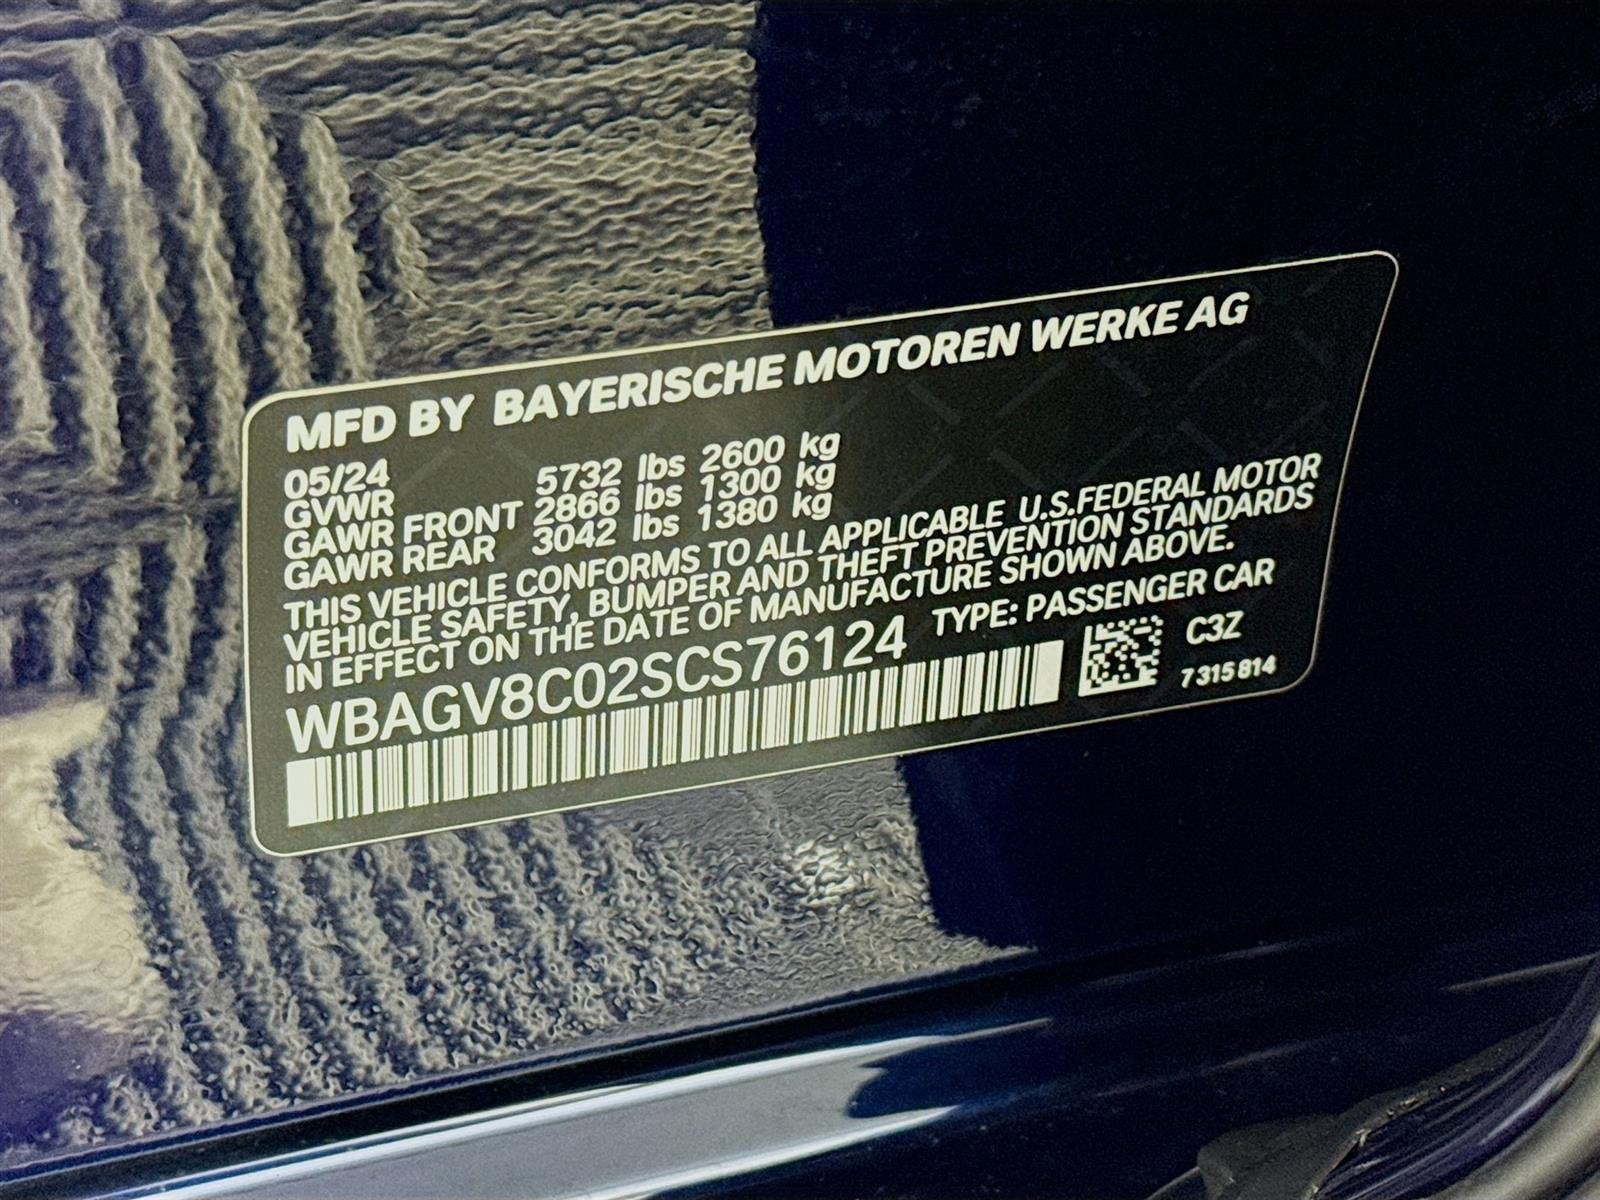 MFD BY BAYERISCHE MOTOREN WERKE AG
05/24
GVWR 5732 lbs 2600 kg
GAWR FRONT 2866 lbs 1300 kg
GAWR REAR 3042 lbs 1380 kg
THIS VEHICLE CONFORMS TO ALL APPLICABLE U.S.FEDERAL MOTOR
VEHICLE SAFETY, BUMPER AND THEFT PREVENTION STANDARDS
IN EFFECT ON THE DATE OF MANUFACTURE SHOWN ABOVE.
WBAGV8C02SCS76124 TYPE: PASSENGER CAR
C3Z
7 315 814